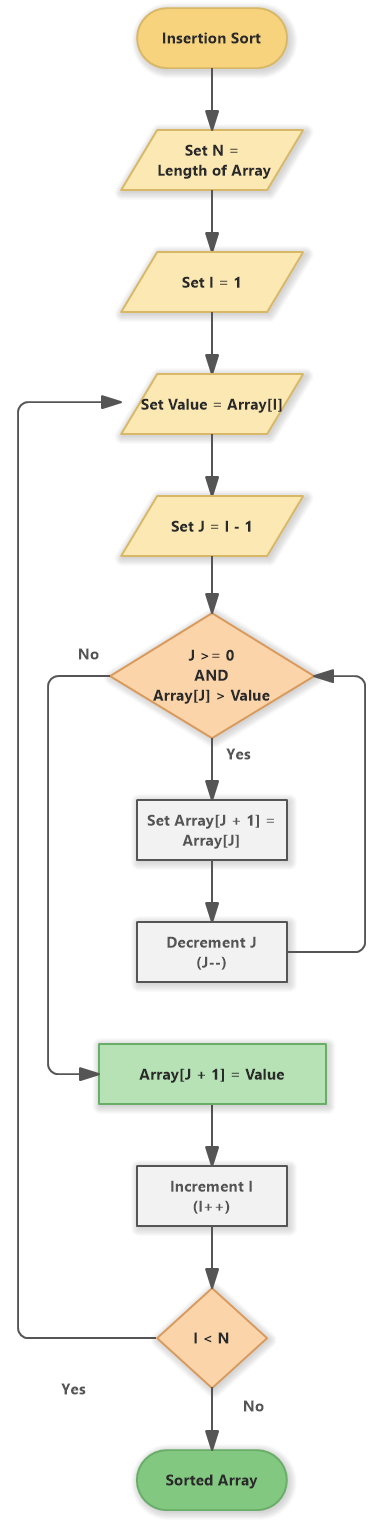 Insertion Sort
Set N =
Length of Array
Set I = 1
Set Value = Array[I]
Set J = I - 1
No
J >= 0
AND
Array[J] > Value
Yes
Set Array[J + 1] =
Array[J]
Decrement J
(J--)
Array[J + 1] = Value
Increment I
(I++)
I < N
Yes
No
Sorted Array